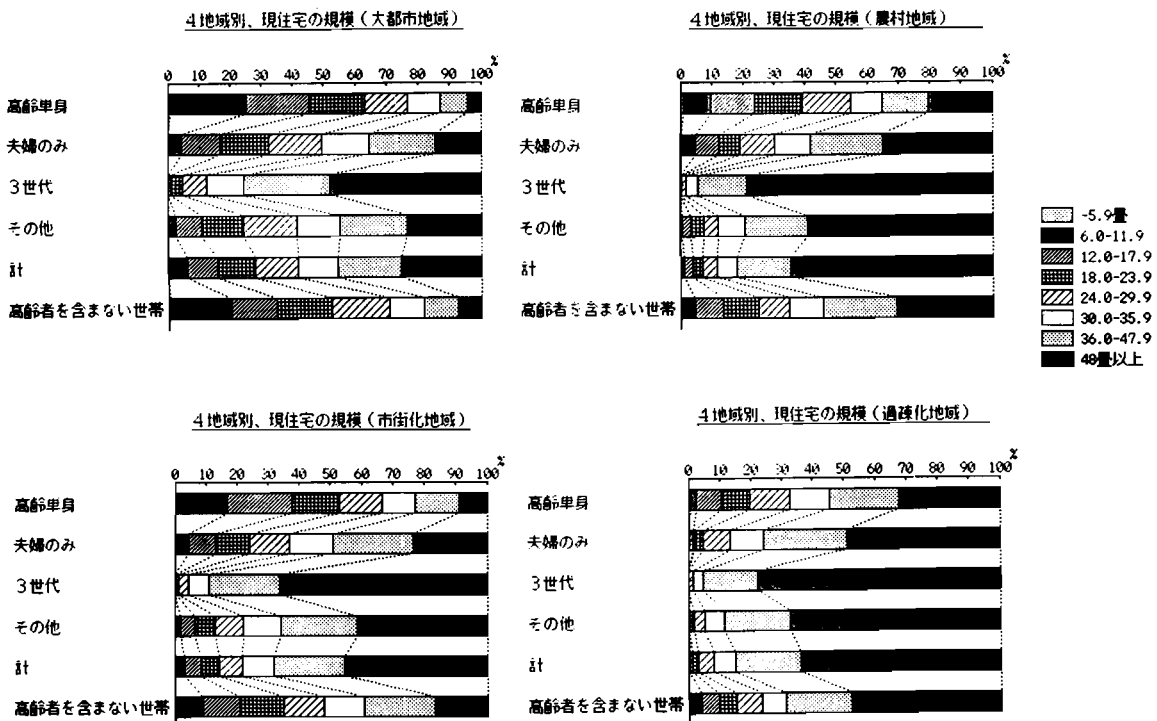 4地域別、現住宅の規模（大都市地域）
%
0 10 20 30 40 50 60 70 80 90 100
高齢単身
夫婦のみ
3世代
その他
計
高齢者を含まない世帯
4地域別、現住宅の規模（農村地域）
%
0 10 20 30 40 50 60 70 80 90 100
高齢単身
夫婦のみ
3世代
その他
計
高齢者を含まない世帯
-5.9畳
6.0-11.9
12.0-17.9
18.0-23.9
24.0-29.9
30.0-35.9
36.0-47.9
48畳以上
4地域別、現住宅の規模（市街化地域）
%
0 10 20 30 40 50 60 70 80 90 100
高齢単身
夫婦のみ
3世代
その他
計
高齢者を含まない世帯
4地域別、現住宅の規模（過疎化地域）
%
0 10 20 30 40 50 60 70 80 90 100
高齢単身
夫婦のみ
3世代
その他
計
高齢者を含まない世帯